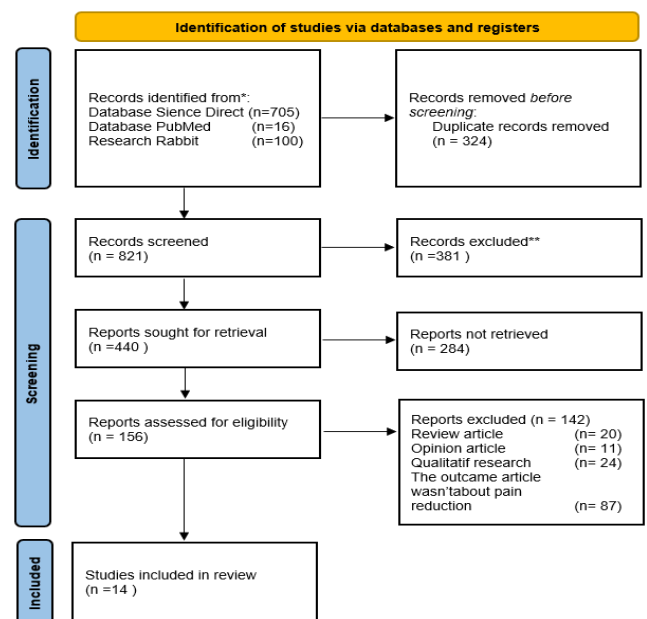 Identification of studies via databases and registers
Identification
Records identified from*:
Database Sience Direct (n=705)
Database PubMed (n=16)
Research Rabbit (n=100)
Records removed before
screening:
Duplicate records removed
(n = 324)
Screening
Records screened
(n = 821)
Records excluded**
(n =381 )
Reports sought for retrieval
(n =440 )
Reports not retrieved
(n = 284)
Reports assessed for eligibility
(n = 156)
Reports excluded (n = 142)
Review article (n= 20)
Opinion article (n= 11)
Qualitatif research (n= 24)
The outcome article
wasn'tabout pain
reduction (n= 87)
Included
Studies included in review
(n =14 )